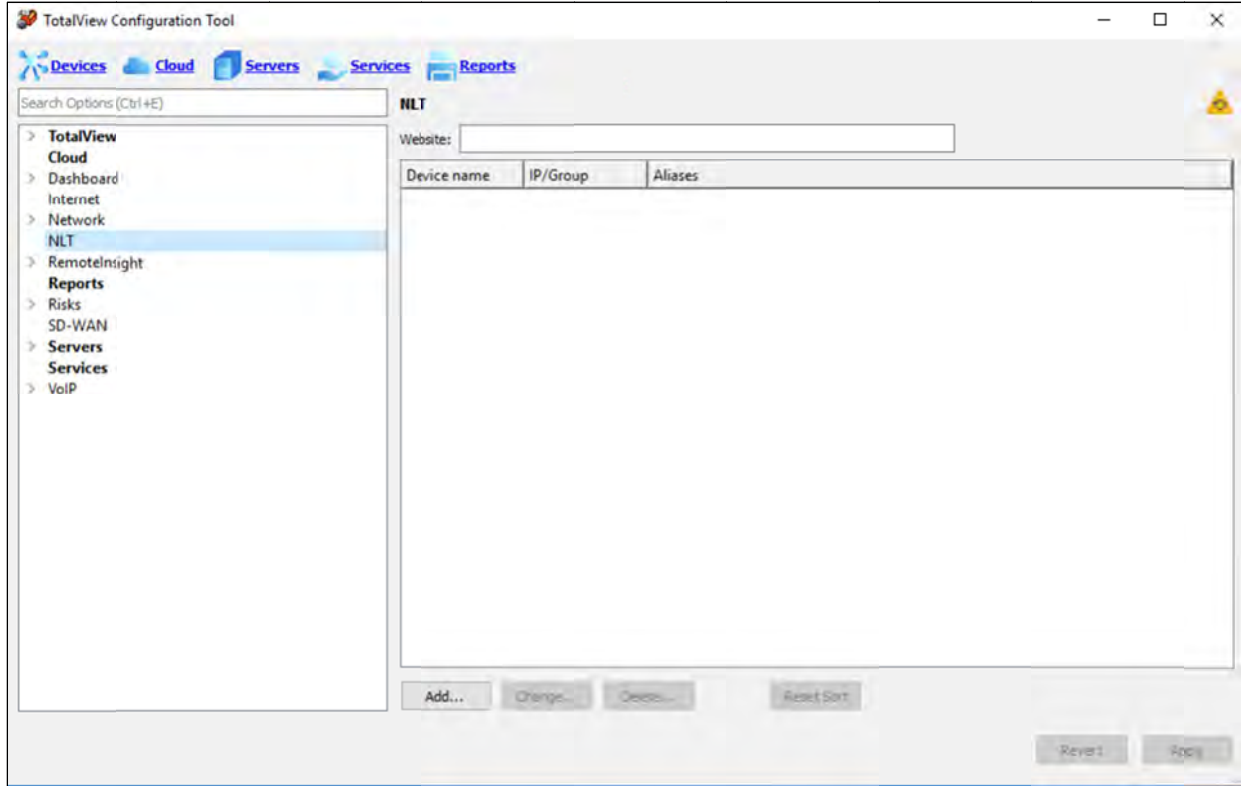 TotalView Configuration Tool
Devices Cloud Servers Services Reports
Search Options (Ctrl+E)
TotalView
Cloud
Dashboard
Internet
Network
NLT
RemoteInsight
Reports
Risks
SD-WAN
Servers
Services
VoIP
NLT
Website:
Device name IP/Group Aliases
Add... Change... Delete... Reset Sort
Revert Apply